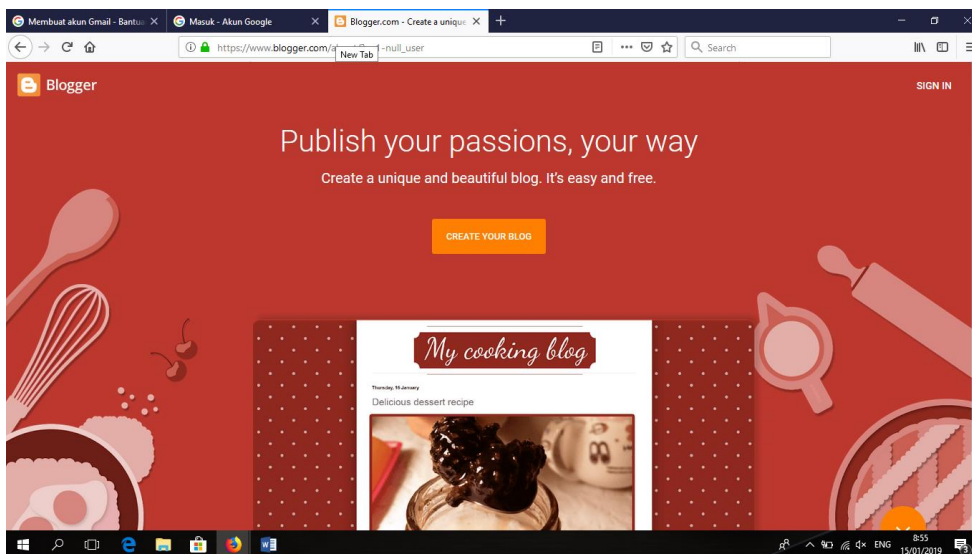 Membuat akun Gmail - Bantua
Masuk - Akun Google
Blogger.com - Create a unique
https://www.blogger.com/
-null_user
Search
New Tab
Blogger
SIGN IN
Publish your passions, your way
Create a unique and beautiful blog. It's easy and free.
CREATE YOUR BLOG
My cooking blog
Thursday, 14 January
Delicious dessert recipe
ENG
8:55
15/01/2019